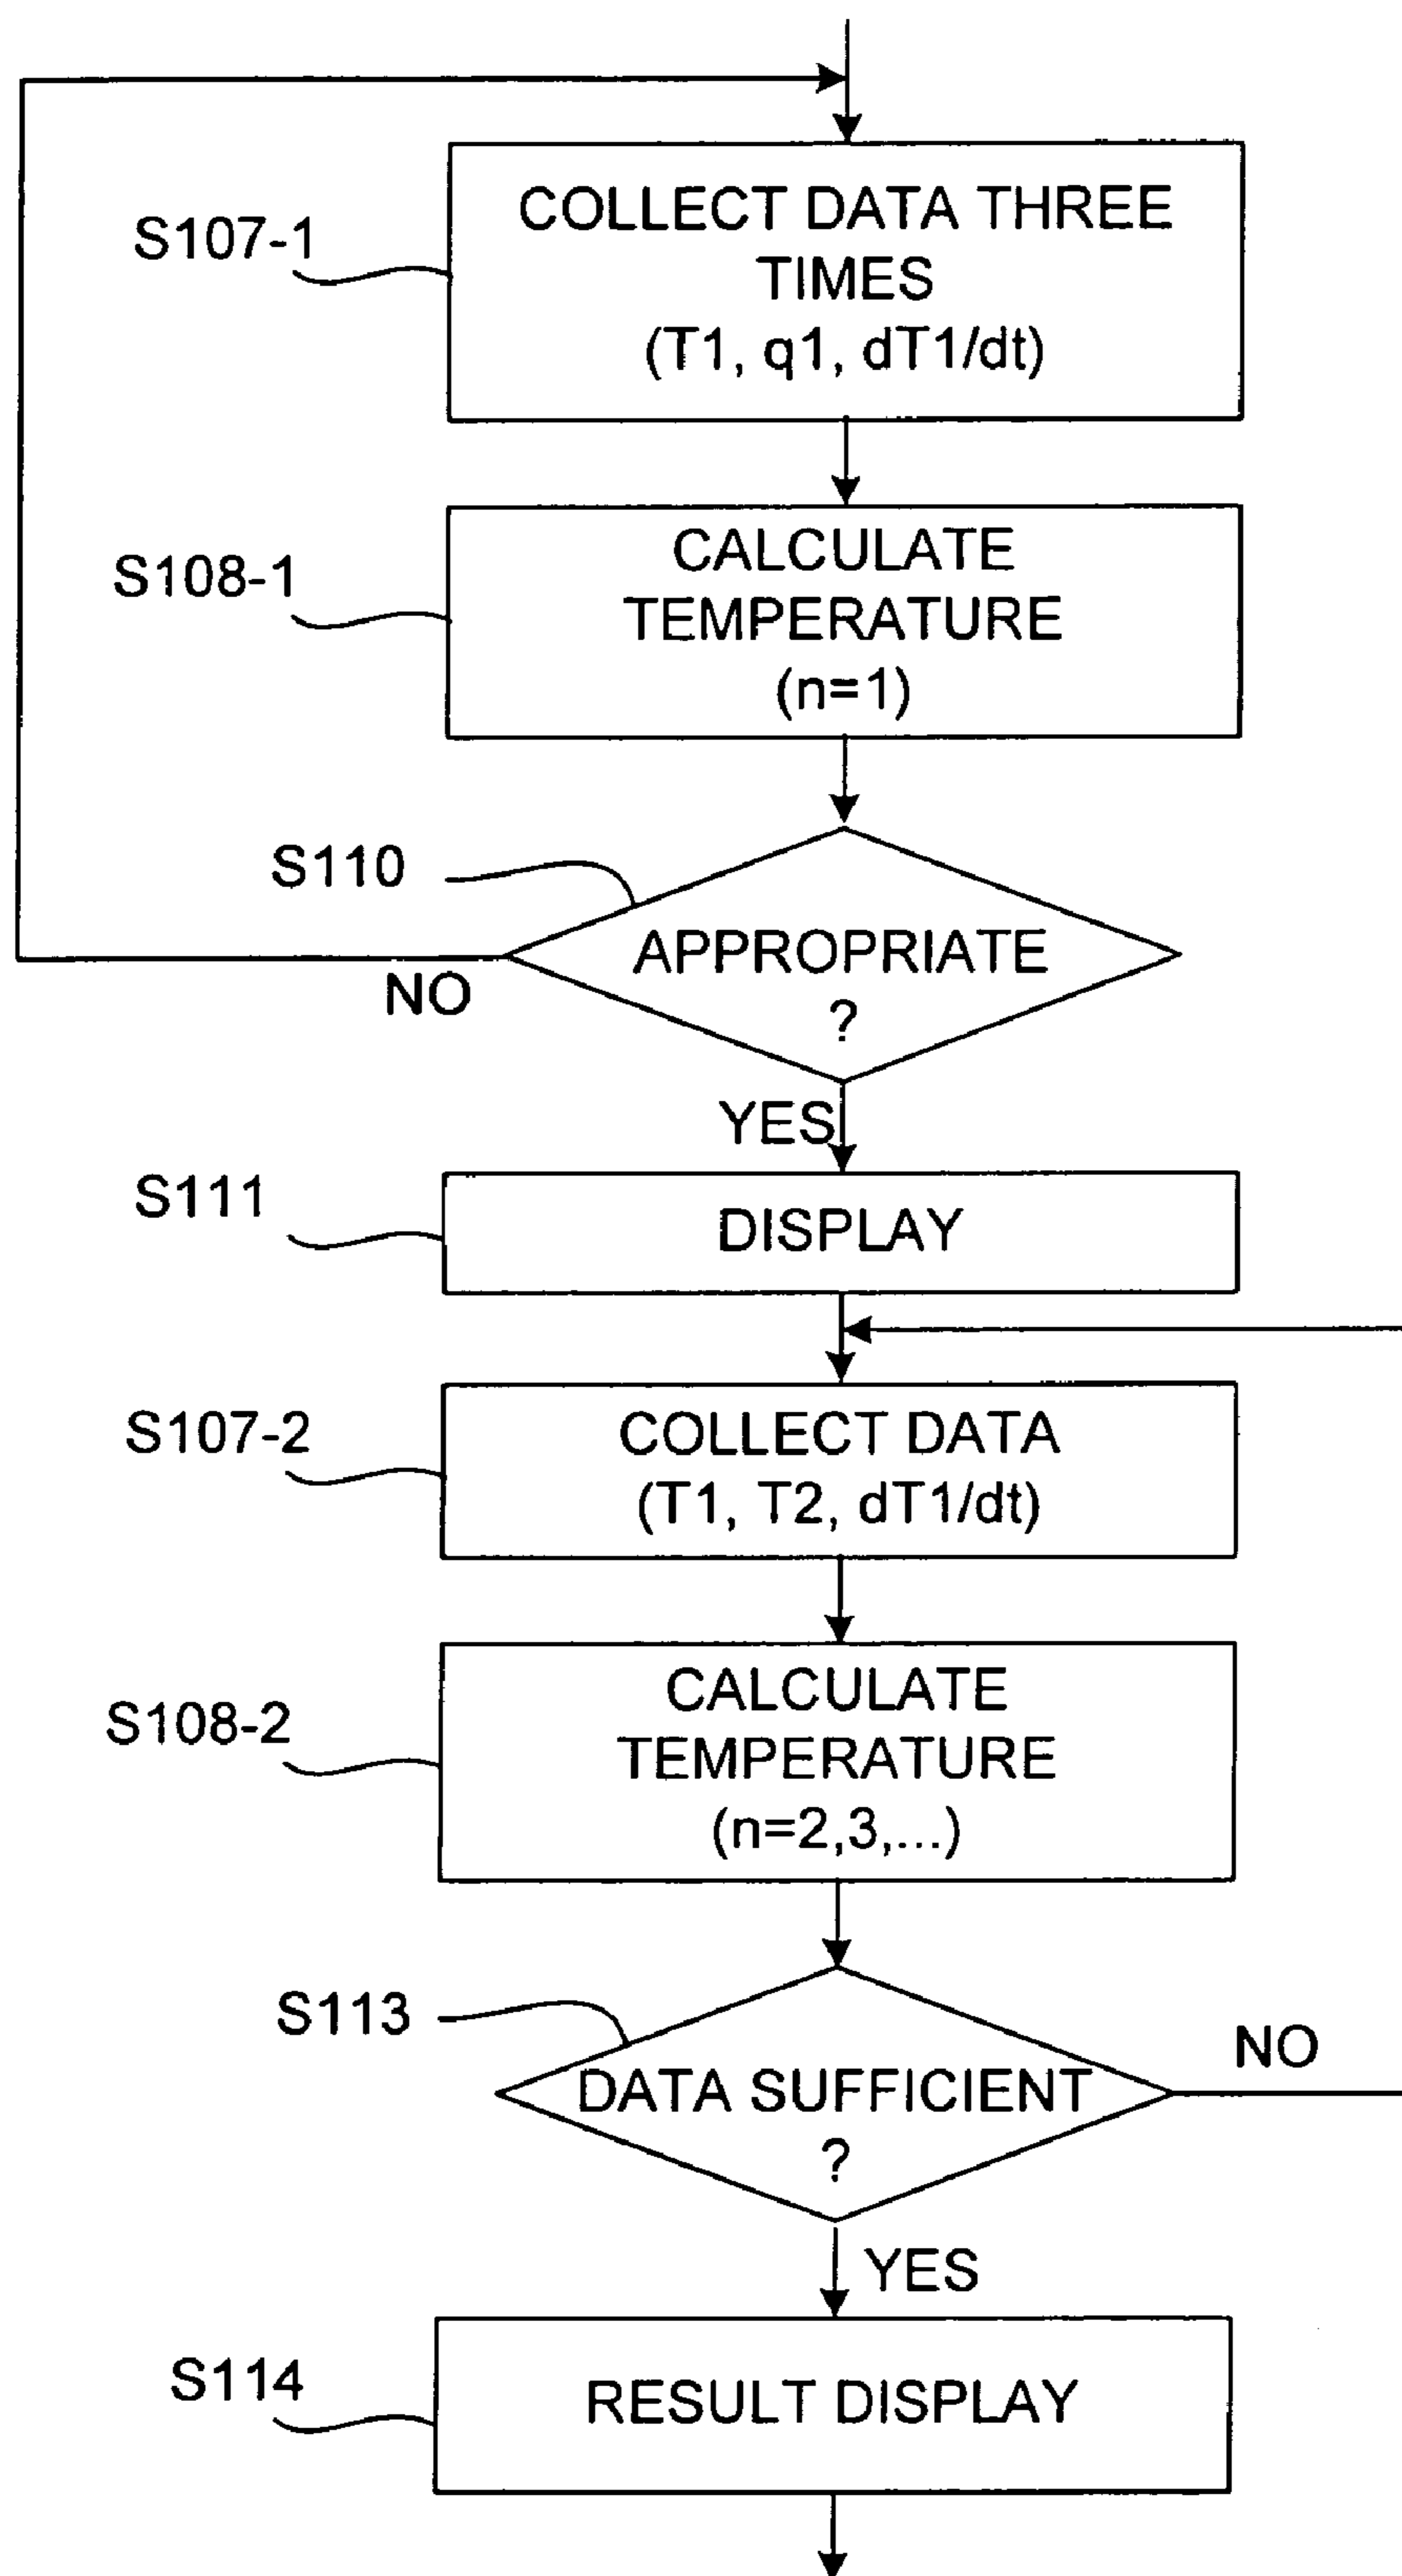 S107-1
COLLECT DATA THREE
TIMES
(T1, q1, dT1/dt)
S108-1
CALCULATE
TEMPERATURE
(n=1)
S110
APPROPRIATE
?
NO
YES
S111
DISPLAY
S107-2
COLLECT DATA
(T1, T2, dT1/dt)
S108-2
CALCULATE
TEMPERATURE
(n=2,3,...)
S113
DATA SUFFICIENT
?
NO
YES
S114
RESULT DISPLAY